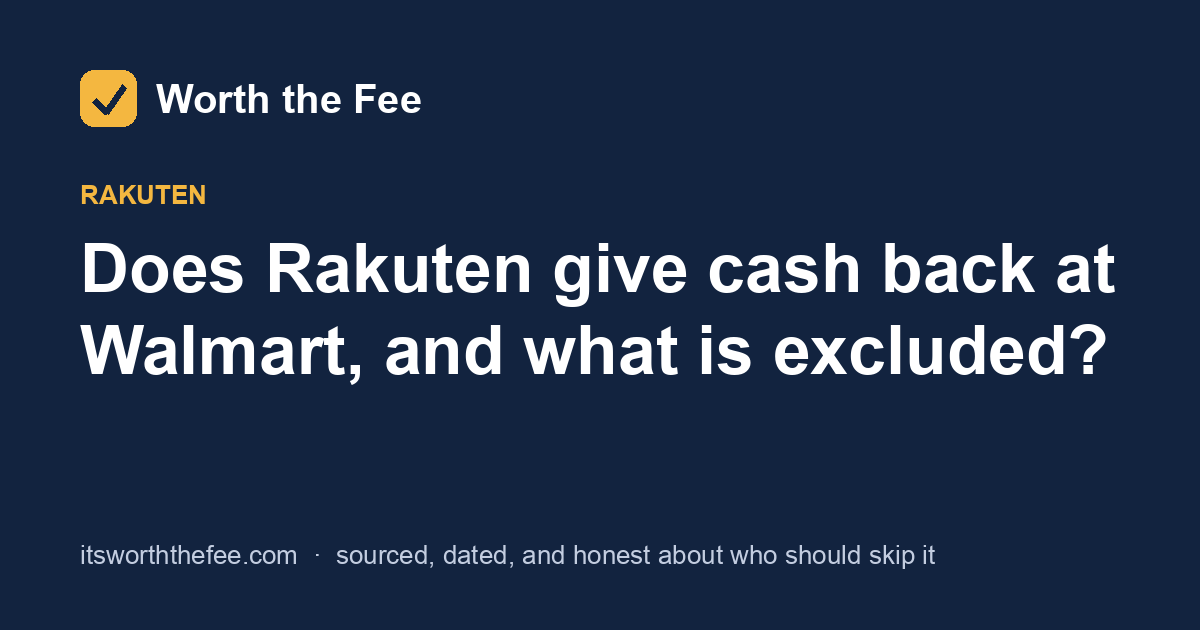 Worth the Fee
RAKUTEN
Does Rakuten give cash back at
Walmart, and what is excluded?
itsworththefee.com · sourced, dated, and honest about who should skip it